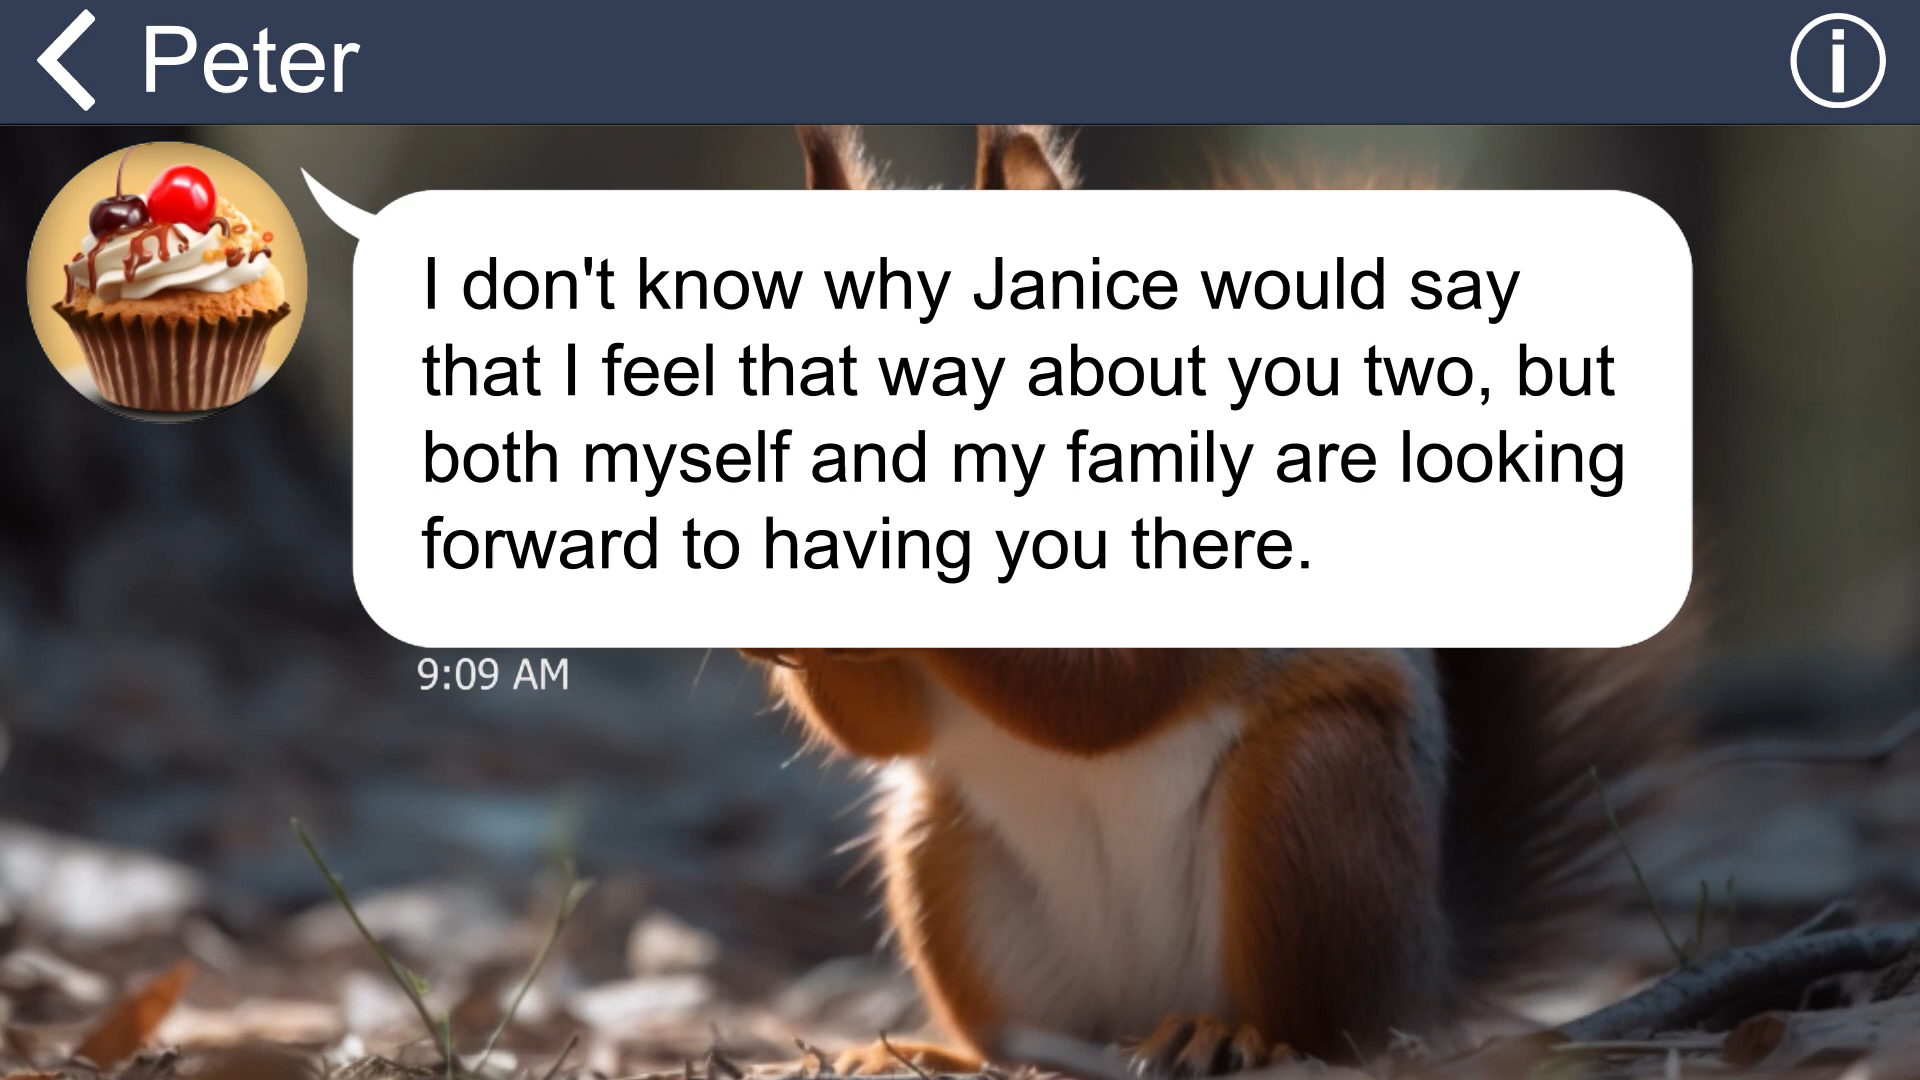 Peter
I don't know why Janice would say
that I feel that way about you two, but
both myself and my family are looking
forward to having you there.
9:09 AM